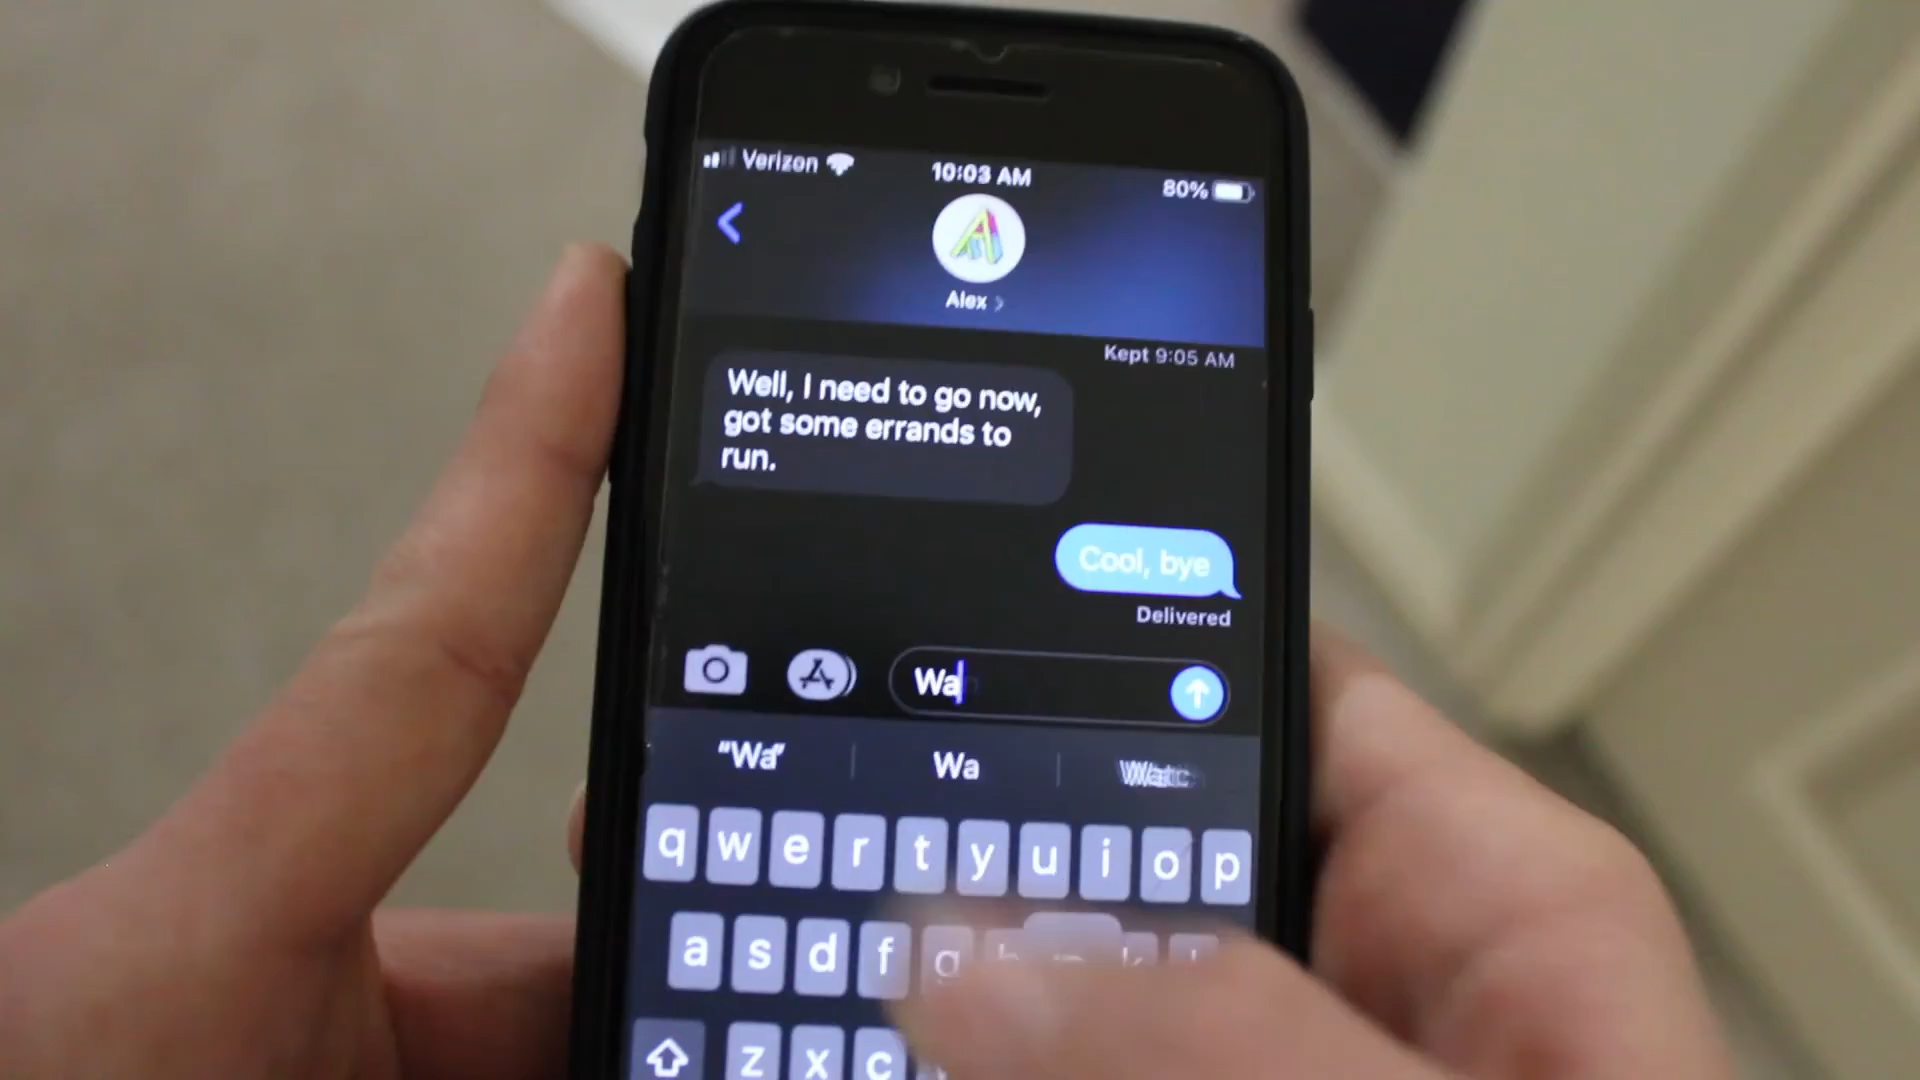 Verizon 10:03 AM 80%
A
Alex >
Kept 9:05 AM
Well, I need to go now,
got some errands to
run.
Cool, bye
Delivered
Wa
"Wa" Wa
q w e r t y u i o p
a s d f g
z x c